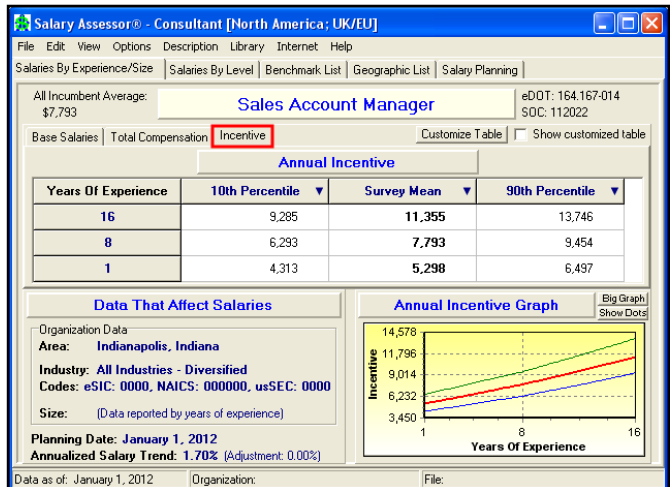 Salary Assessor® - Consultant [North America; UK/EU]
File Edit View Options Description Library Internet Help
Salaries By Experience/Size Salaries By Level Benchmark List Geographic List Salary Planning
All Incumbent Average:
$7,793
Sales Account Manager
eDOT: 164.167-014
SOC: 112022
Base Salaries Total Compensation Incentive Customize Table Show customized table
Annual Incentive
Years Of Experience 10th Percentile Survey Mean 90th Percentile
16 9,285 11,355 13,746
8 6,293 7,793 9,454
1 4,313 5,298 6,497
Data That Affect Salaries
Organization Data
Area: Indianapolis, Indiana
Industry: All Industries - Diversified
Codes: eSIC: 0000, NAICS: 000000, usSEC: 0000
Size: (Data reported by years of experience)
Planning Date: January 1, 2012
Annualized Salary Trend: 1.70% (Adjustment: 0.00%)
Annual Incentive Graph
Big Graph
Show Dots
Incentive
14,578
11,796
9,014
6,232
3,450
1 8 16
Years Of Experience
Data as of: January 1, 2012 Organization: File: